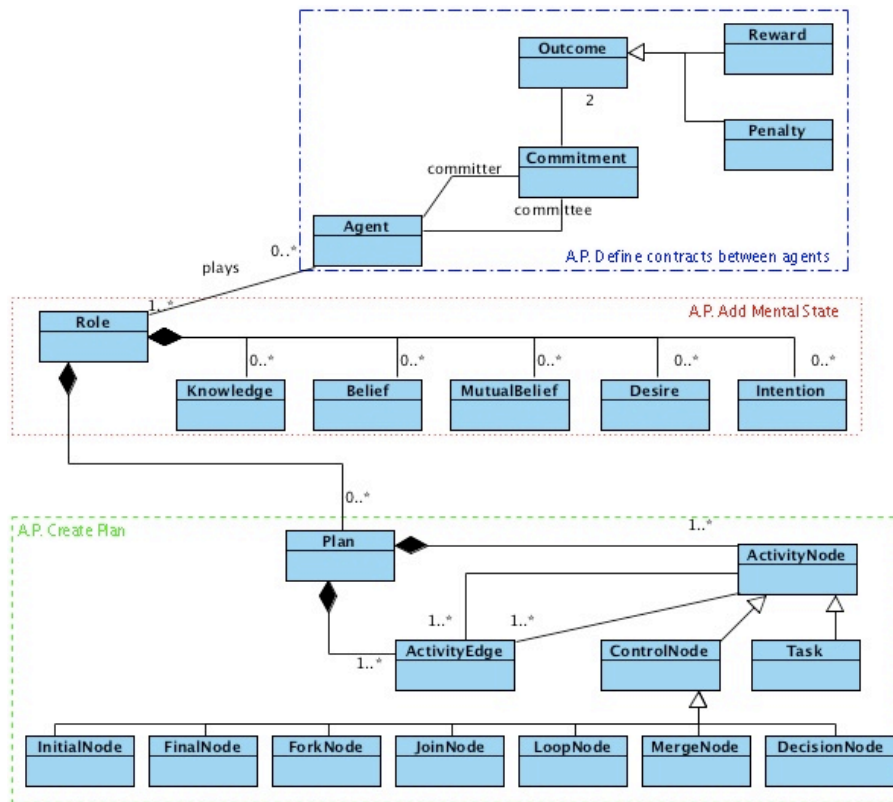 Outcome
Reward
2
Penalty
Commitment
committer
committee
Agent
0..*
A.P. Define contracts between agents
plays
1..*
A.P. Add Mental State
Role
0..*
0..*
0..*
0..*
0..*
Knowledge
Belief
MutualBelief
Desire
Intention
0..*
A.P. Create Plan
1..*
Plan
ActivityNode
1..*
1..*
1..*
ActivityEdge
ControlNode
Task
InitialNode
FinalNode
ForkNode
JoinNode
LoopNode
MergeNode
DecisionNode